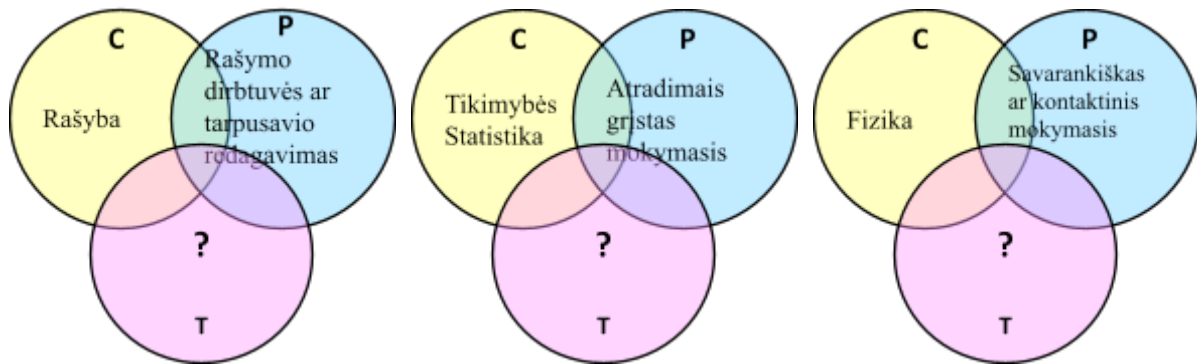 C
P
Rašyba
Rašymo
dirbtuvės ar
tarpusavio
redagavimas
?
T
C
P
Tikimybės
Statistika
Atradimais
grįstas
mokymasis
?
T
C
P
Fizika
Savarankiškas
ar kontaktinis
mokymasis
?
T